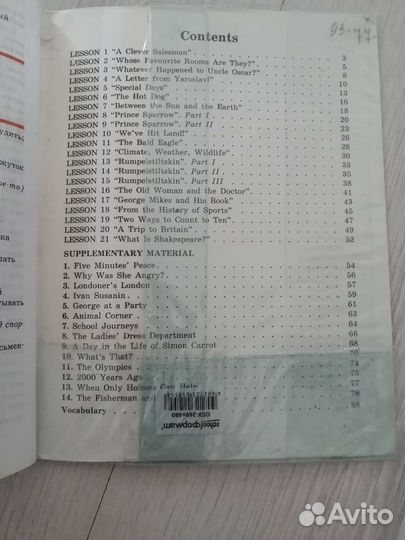 93-77
Contents
LESSON 1 "A Clever Salesman" 3
LESSON 2 "Whose Favourite Rooms Are They?" 5
LESSON 3 "Whatever Happened to Uncle Oscar?" 8
LESSON 4 "A Letter from Yaroslavl" 10
LESSON 5 "Special Days" 13
LESSON 6 "The Hot Dog" 16
LESSON 7 "Between the Sun and the Earth" 18
LESSON 8 "Prince Sparrow". Part I 20
LESSON 9 "Prince Sparrow". Part II 23
LESSON 10 "We've Hit Land!" 26
LESSON 11 "The Bald Eagle" 28
LESSON 12 "Climate, Weather, Wildlife" 30
LESSON 13 "Rumpelstiltskin". Part I 33
LESSON 14 "Rumpelstiltskin". Part II 35
LESSON 15 "Rumpelstiltskin". Part III 38
LESSON 16 "The Old Woman and the Doctor" 41
LESSON 17 "George Mikes and His Book" 43
LESSON 18 "From the History of Sports" 45
LESSON 19 "Two Ways to Count to Ten" 47
LESSON 20 "A Trip to Britain" 49
LESSON 21 "What Is Shakespeare?" 52
SUPPLEMENTARY MATERIAL
1. Five Minutes' Peace 54
2. Why Was She Angry? 56
3. Londoner's London 57
4. Ivan Susanin 59
5. George at a Party 61
6. Animal Corner 63
7. School Journeys 64
8. The Ladies' Dress Department 66
9. A Day in the Life of Simon Carrot 68
10. What's That? 70
11. The Olympics 74
12. 2000 Years Ago 75
13. When Only Holmes Can Help 76
14. The Fisherman and 78
Vocabulary 88
schoolформат
ОБУ-269х480
Avito